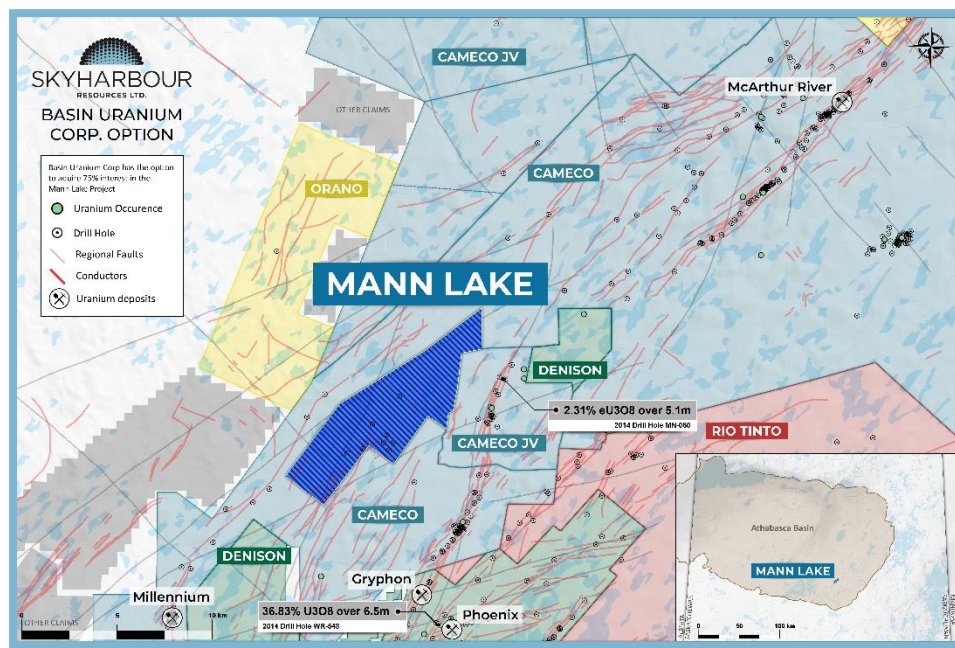 SKYHARBOUR
RESOURCES LTD.
BASIN URANIUM
CORP. OPTION
Basin Uranium Corp has the option
to acquire 75% interest in the
Mann Lake Project
Uranium Occurence
Drill Hole
Regional Faults
Conductors
Uranium deposits
CAMECO JV
OTHER CLAIMS
McArthur River
CAMECO
ORANO
MANN LAKE
DENISON
2.31% eU3O8 over 5.1m
2014 Drill Hole MN-060
RIO TINTO
CAMECO JV
CAMECO
DENISON
Gryphon
Millennium
36.83% U3O8 over 6.5m
2014 Drill Hole WR-548
Phoenix
OTHER CLAIMS
0 5 10 km
Athabasca Basin
MANN LAKE
0 50 100 km